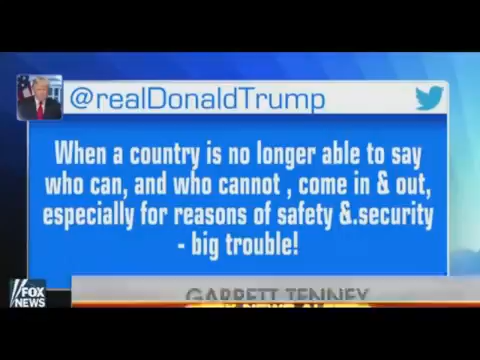 @realDonaldTrump
When a country is no longer able to say
who can, and who cannot , come in & out,
especially for reasons of safety &.security
- big trouble!
FOX
NEWS
GARRETT TENNEY